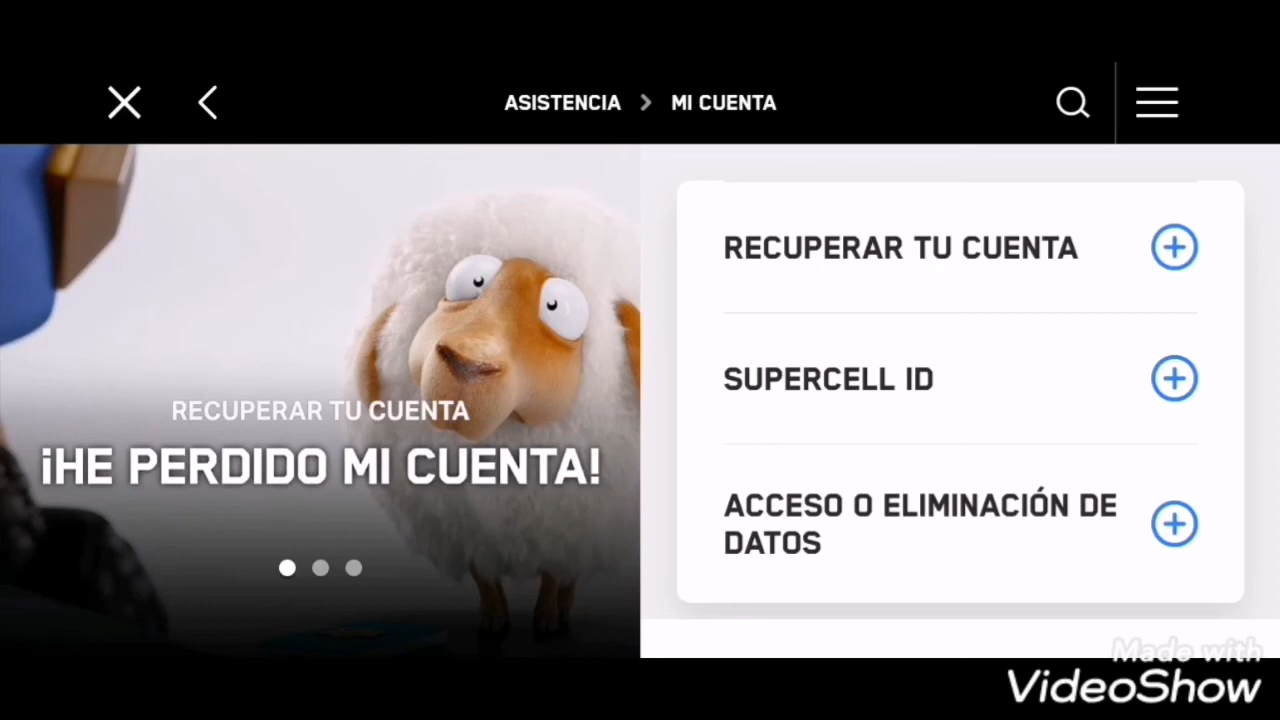 ASISTENCIA > MI CUENTA
RECUPERAR TU CUENTA
¡HE PERDIDO MI CUENTA!
RECUPERAR TU CUENTA
SUPERCELL ID
ACCESO O ELIMINACIÓN DE
DATOS
Made with
VideoShow